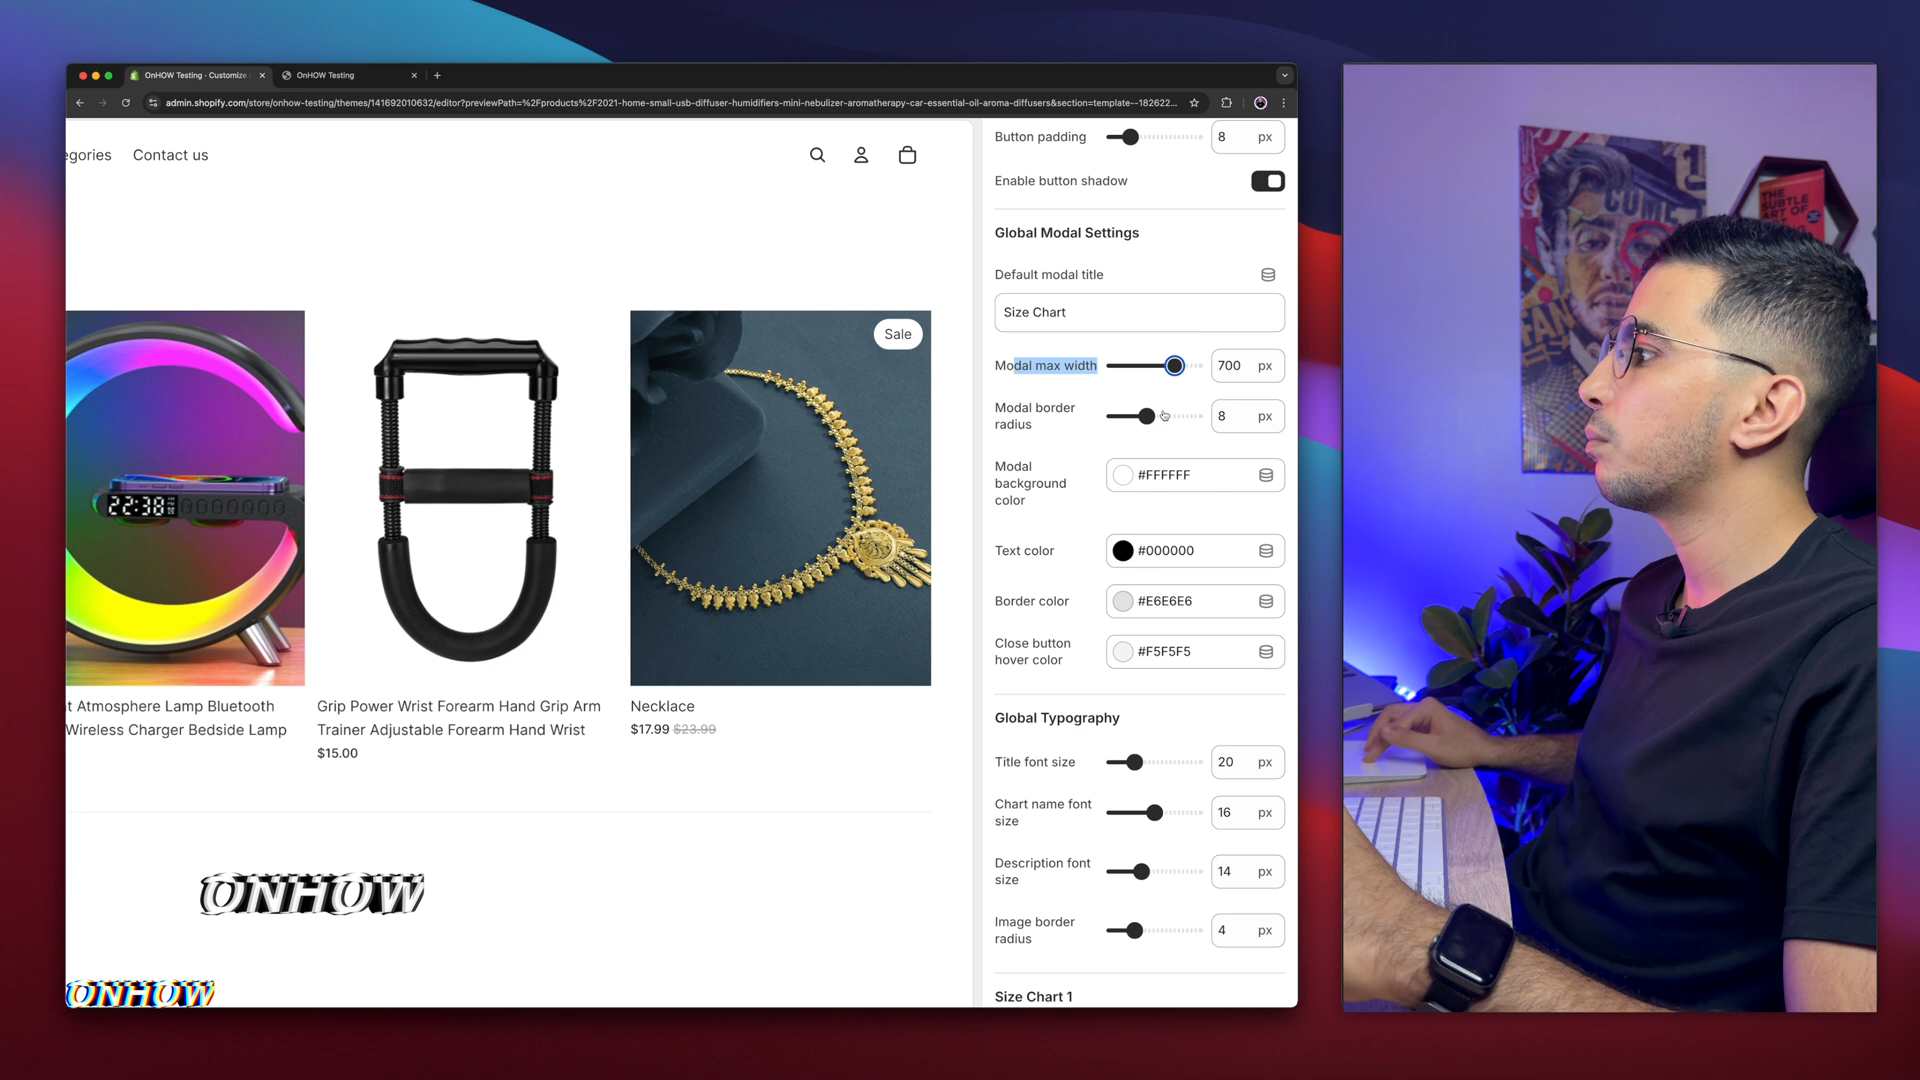 OnHOW Testing · Customize
OnHOW Testing
admin.shopify.com/store/onhow-testing/themes/141692010632/editor?previewPath=%2Fproducts%2F2021-home-small-usb-diffuser-humidifiers-mini-nebulizer-aromatherapy-car-essential-oil-aroma-diffusers&section=template--182622...
egories
Contact us
Sale
22:38
t Atmosphere Lamp Bluetooth
Wireless Charger Bedside Lamp
Grip Power Wrist Forearm Hand Grip Arm
Trainer Adjustable Forearm Hand Wrist
$15.00
Necklace
$17.99 $23.99
ONHOW
ONHOW
Button padding
8 px
Enable button shadow
Global Modal Settings
Default modal title
Size Chart
Modal max width
700 px
Modal border
radius
8 px
Modal
background
color
#FFFFFF
Text color
#000000
Border color
#E6E6E6
Close button
hover color
#F5F5F5
Global Typography
Title font size
20 px
Chart name font
size
16 px
Description font
size
14 px
Image border
radius
4 px
Size Chart 1
COME
FAN
THE
SUBTLE
ART OF